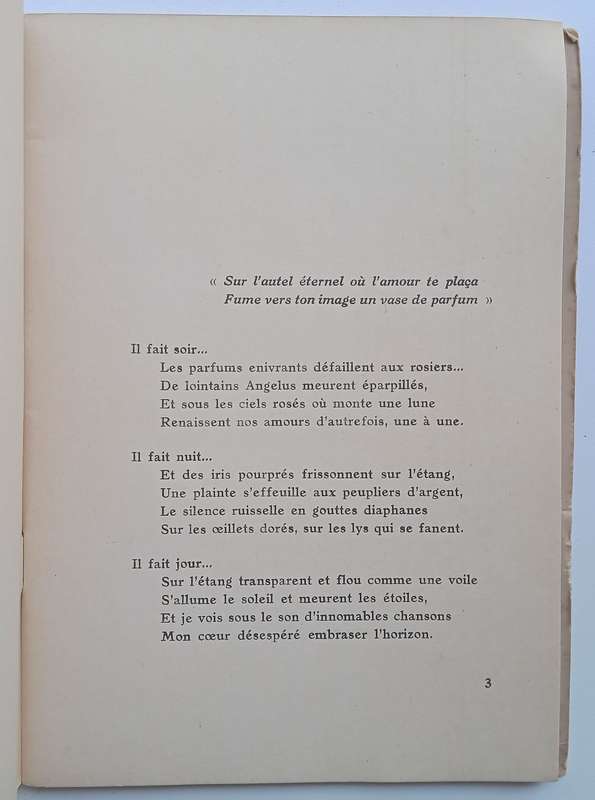 « Sur l'autel éternel où l'amour te plaça
Fume vers ton image un vase de parfum »
Il fait soir...
Les parfums enivrants défaillent aux rosiers...
De lointains Angelus meurent éparpillés,
Et sous les ciels rosés où monte une lune
Renaissent nos amours d'autrefois, une à une.
Il fait nuit...
Et des iris pourprés frissonnent sur l'étang,
Une plainte s'effeuille aux peupliers d'argent,
Le silence ruisselle en gouttes diaphanes
Sur les œillets dorés, sur les lys qui se fanent.
Il fait jour...
Sur l'étang transparent et flou comme une voile
S'allume le soleil et meurent les étoiles,
Et je vois sous le son d'innomables chansons
Mon cœur désespéré embraser l'horizon.
3